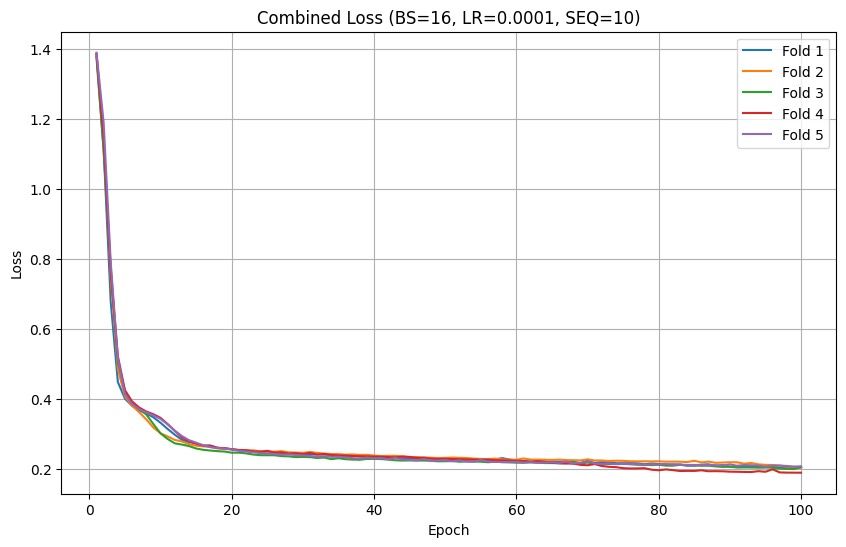 Combined Loss (BS=16, LR=0.0001, SEQ=10)
Loss
1.4
1.2
1.0
0.8
0.6
0.4
0.2
Fold 1
Fold 2
Fold 3
Fold 4
Fold 5
0 20 40 60 80 100
Epoch